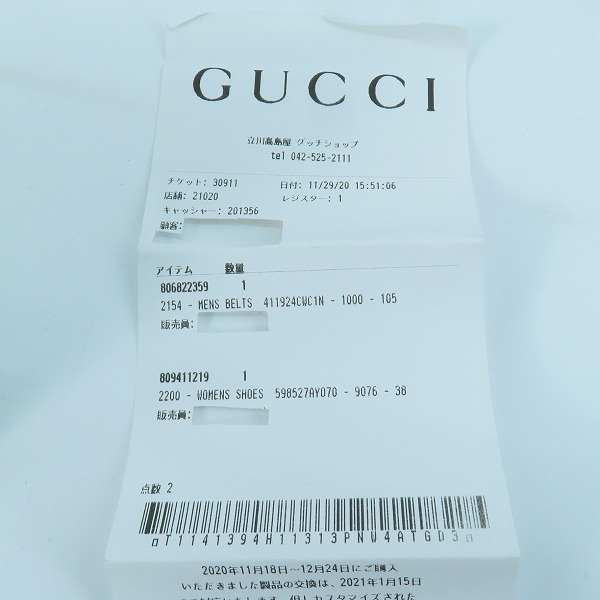 GUCCI
立川高島屋 グッチショップ
tel 042-525-2111
チケット: 30911 日付: 11/29/20 15:51:06
店舗: 21020 レジスター: 1
キャッシャー: 201356
顧客:
アイテム 数量
806822359 1
2154 - MENS BELTS 411924CWC1N - 1000 - 105
販売員:
809411219 1
2200 - WOMENS SHOES 598527AYO70 - 9076 - 38
販売員:
点数 2
¤T1141394H11313PNW4ATGD3¤
2020年11月18日～12月24日にご購入
いただきました製品の交換は、2021年1月15日